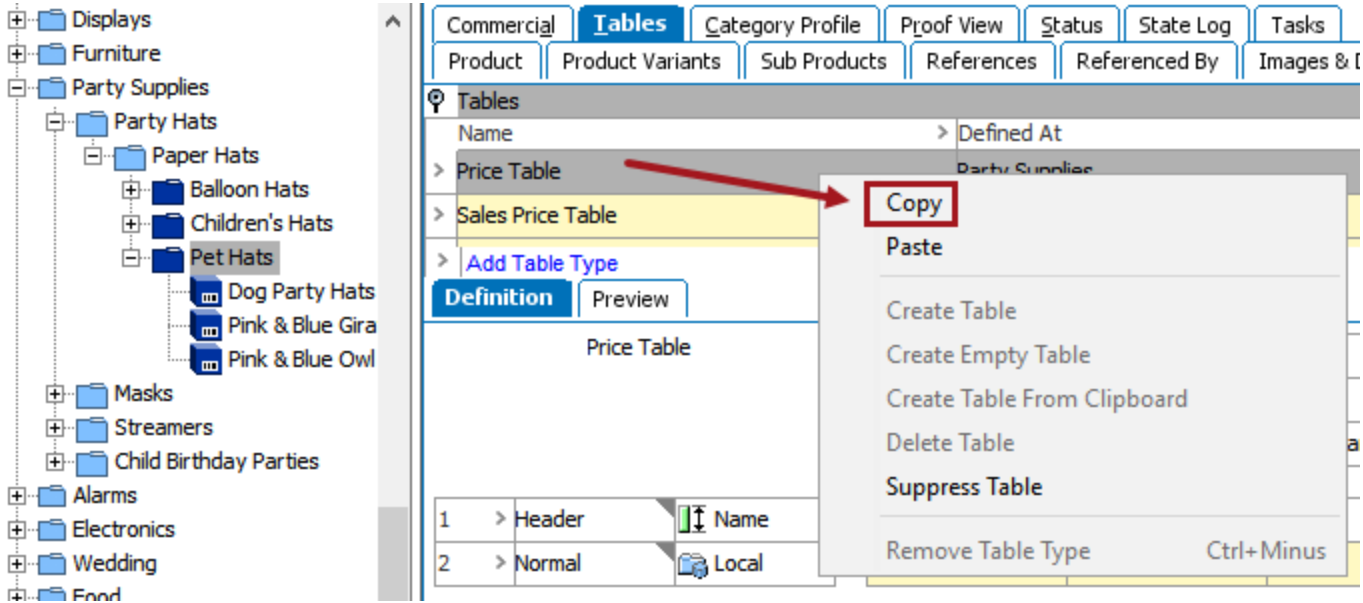 Displays
Furniture
Party Supplies
Party Hats
Paper Hats
Balloon Hats
Children's Hats
Pet Hats
Dog Party Hats
Pink & Blue Gira
Pink & Blue Owl
Masks
Streamers
Child Birthday Parties
Alarms
Electronics
Wedding
Food
Commercial Tables Category Profile Proof View Status State Log Tasks
Product Product Variants Sub Products References Referenced By Images & D
Tables
Name > Defined At
> Price Table Party Supplies
> Sales Price Table
> Add Table Type
Definition Preview
Price Table
1 > Header Name
2 > Normal Local
Copy
Paste
Create Table
Create Empty Table
Create Table From Clipboard
Delete Table
Suppress Table
Remove Table Type Ctrl+Minus